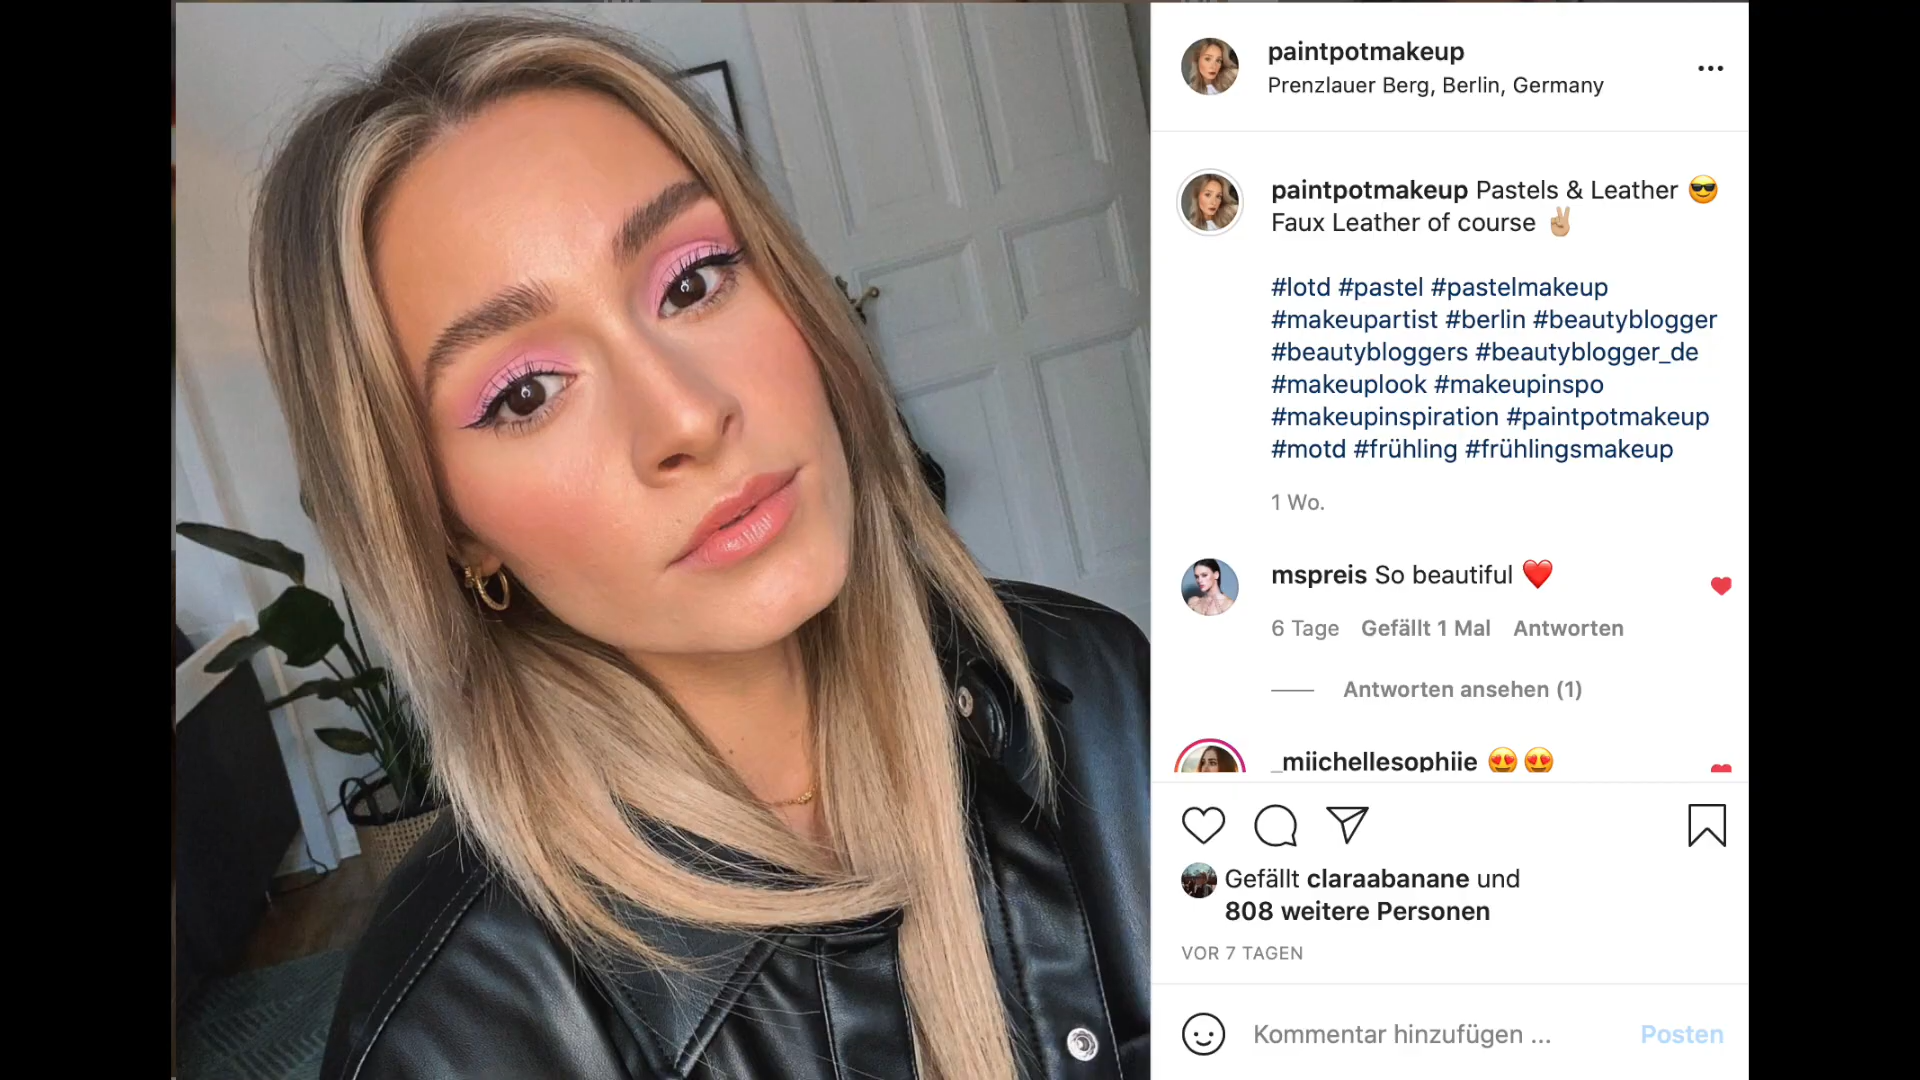 paintpotmakeup
Prenzlauer Berg, Berlin, Germany
paintpotmakeup Pastels & Leather 😎
Faux Leather of course ✌🏼
#lotd #pastel #pastelmakeup
#makeupartist #berlin #beautyblogger
#beautybloggers #beautyblogger_de
#makeuplook #makeupinspo
#makeupinspiration #paintpotmakeup
#motd #frühling #frühlingsmakeup
1 Wo.
mspreis So beautiful ❤️
6 Tage Gefällt 1 Mal Antworten
Antworten ansehen (1)
_miichellesophiie 😍😍
Gefällt claraabanane und
808 weitere Personen
VOR 7 TAGEN
Kommentar hinzufügen ... Posten